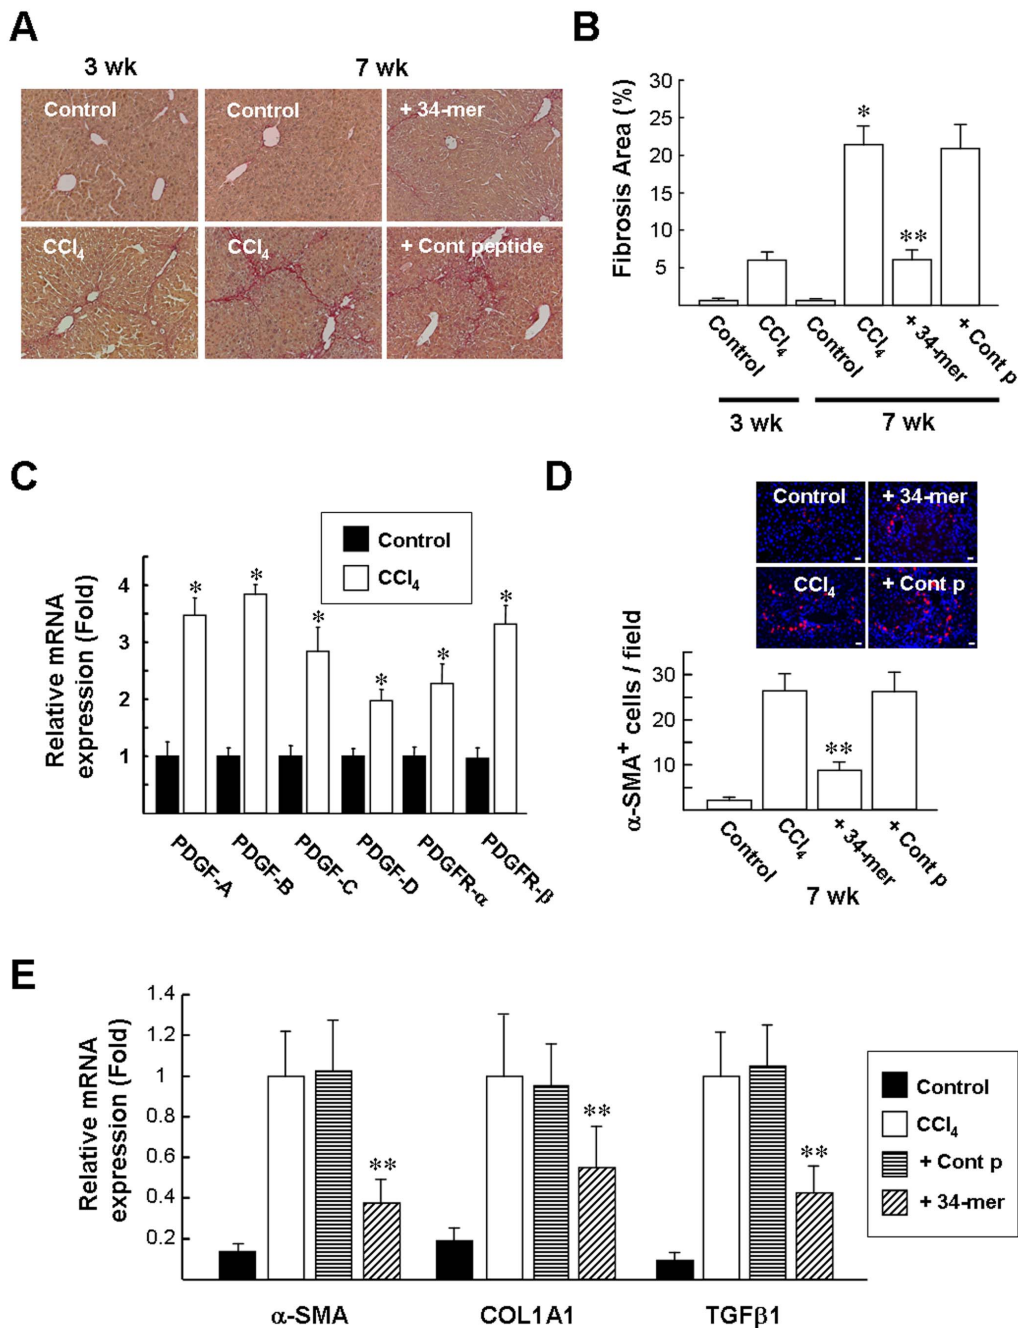 A
3 wk
7 wk
Control
Control
+ 34-mer
CCl4
CCl4
+ Cont peptide
B
Fibrosis Area (%)
30
25
20
15
10
5
*
**
Control
CCl4
Control
CCl4
+ 34-mer
+ Cont p
3 wk
7 wk
C
Control
CCl4
Relative mRNA
expression (Fold)
4
3
2
1
*
*
*
*
*
*
PDGF-A
PDGF-B
PDGF-C
PDGF-D
PDGFR-α
PDGFR-β
D
Control
+ 34-mer
CCl4
+ Cont p
α-SMA+ cells / field
30
20
10
**
Control
CCl4
+ 34-mer
+ Cont p
7 wk
E
Relative mRNA
expression (Fold)
1.4
1.2
1
0.8
0.6
0.4
0.2
**
**
**
α-SMA
COL1A1
TGFβ1
Control
CCl4
+ Cont p
+ 34-mer